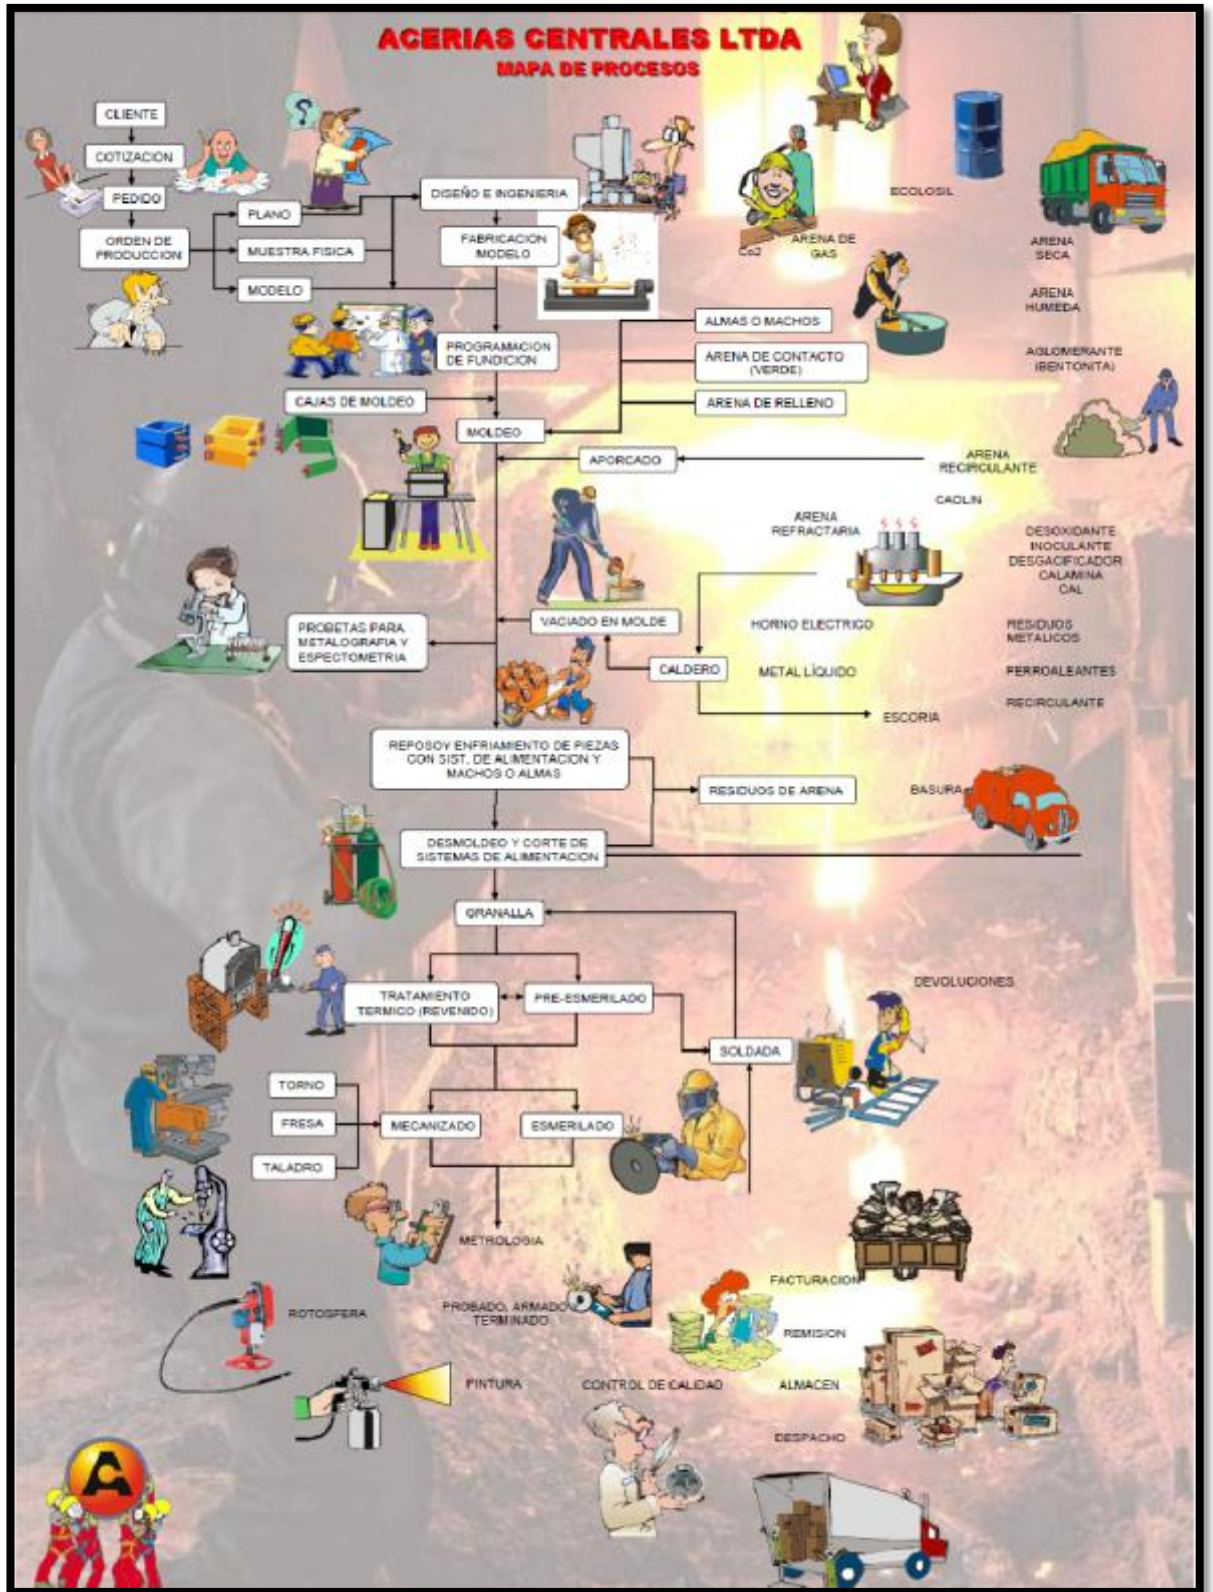 ACERIAS CENTRALES LTDA
MAPA DE PROCESOS
CLIENTE
COTIZACION
PEDIDO
ORDEN DE
PRODUCCION
PLANO
MUESTRA FISICA
MODELO
DISEÑO E INGENIERIA
FABRICACIÓN
MODELO
PROGRAMACION
DE FUNDICION
CAJAS DE MOLDEO
MOLDEO
ECOLOSIL
Co2
ARENA DE
GAS
ARENA
SECA
ARENA
HUMEDA
ALMAS O MACHOS
ARENA DE CONTACTO
(VERDE)
ARENA DE RELLENO
AGLOMERANTE
(BENTONITA)
APORCADO
ARENA
RECIRCULANTE
CAOLIN
ARENA
REFRACTARIA
DESOXIDANTE
INOCULANTE
DESGACIFICADOR
CALAMINA
CAL
PROBETAS PARA
METALOGRAFIA Y
ESPECTOMETRIA
VACIADO EN MOLDE
HORNO ELECTRICO
RESIDUOS
METALICOS
CALDERO
METAL LÍQUIDO
FERROALEANTES
RECIRCULANTE
ESCORIA
REPOSOY ENFRIAMIENTO DE PIEZAS
CON SIST. DE ALIMENTACION Y
MACHOS O ALMAS
RESIDUOS DE ARENA
BASURA
DESMOLDEO Y CORTE DE
SISTEMAS DE ALIMENTACION
GRANALLA
TRATAMIENTO
TERMICO (REVENIDO)
PRE-ESMERILADO
DEVOLUCIONES
SOLDADA
TORNO
FRESA
TALADRO
MECANIZADO
ESMERILADO
METROLOGIA
FACTURACION
ROTOSFERA
PROBADO, ARMADO
TERMINADO
REMISION
PINTURA
CONTROL DE CALIDAD
ALMACEN
DESPACHO